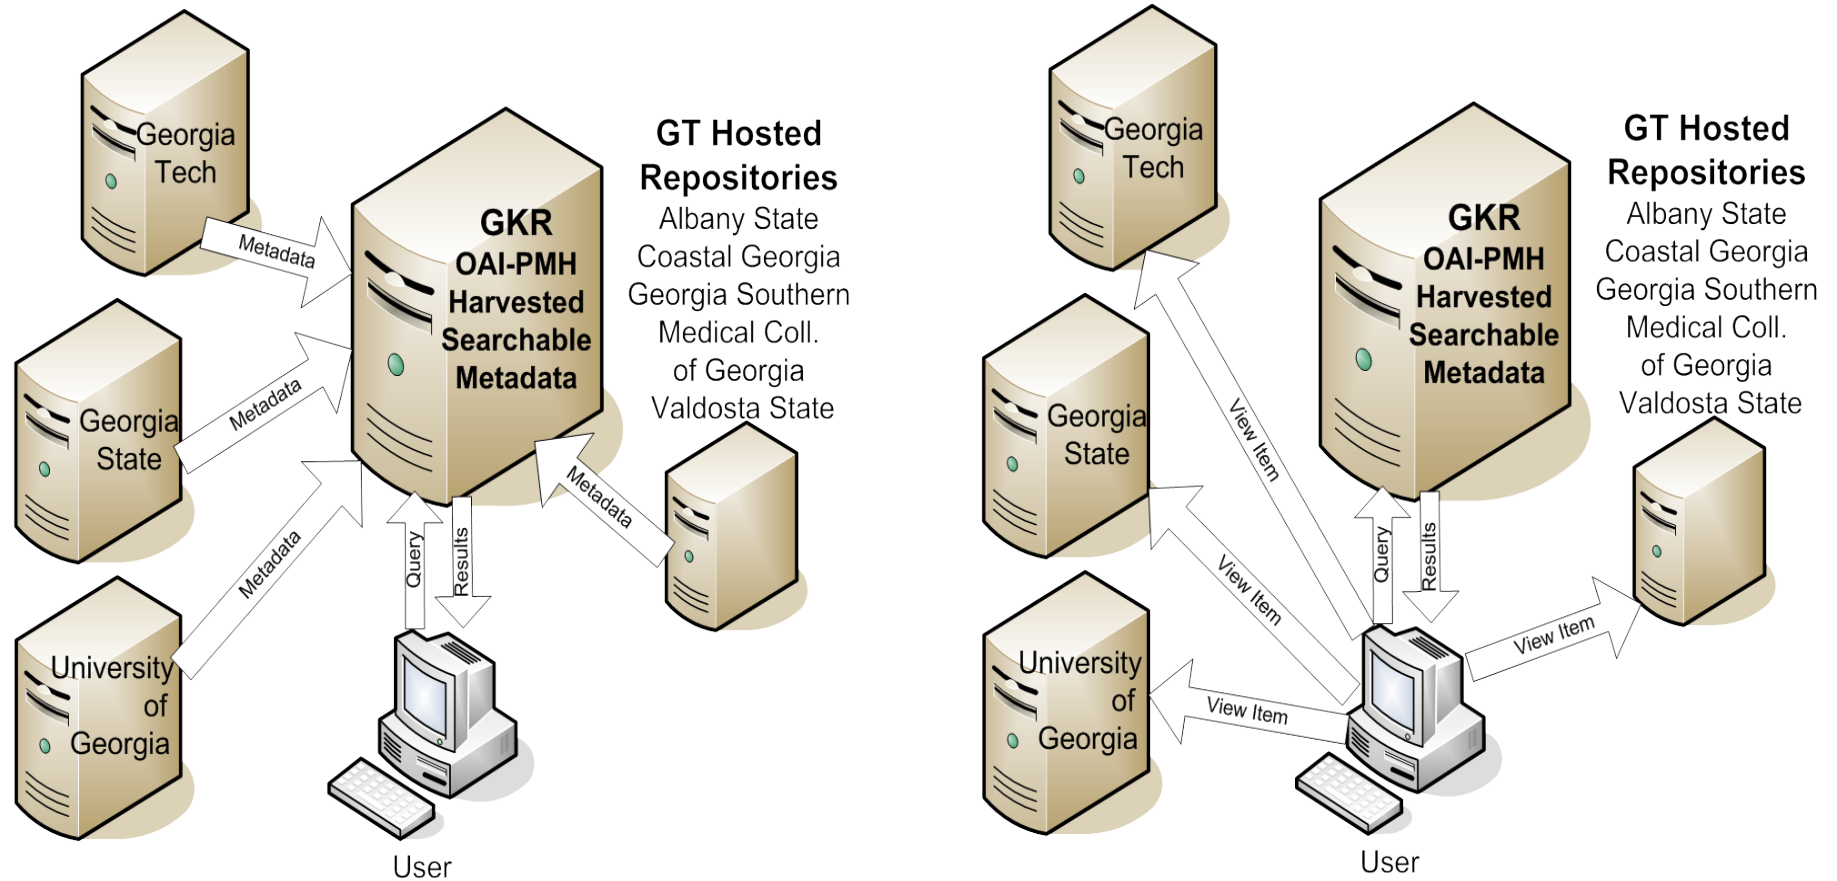 Georgia
Tech
Metadata
Georgia
State
Metadata
University
of
Georgia
Metadata
GKR
OAI-PMH
Harvested
Searchable
Metadata
GT Hosted
Repositories
Albany State
Coastal Georgia
Georgia Southern
Medical Coll.
of Georgia
Valdosta State
Metadata
Query
Results
User
Georgia
Tech
View Item
Georgia
State
View Item
University
of
Georgia
View Item
GKR
OAI-PMH
Harvested
Searchable
Metadata
GT Hosted
Repositories
Albany State
Coastal Georgia
Georgia Southern
Medical Coll.
of Georgia
Valdosta State
View Item
Query
Results
User